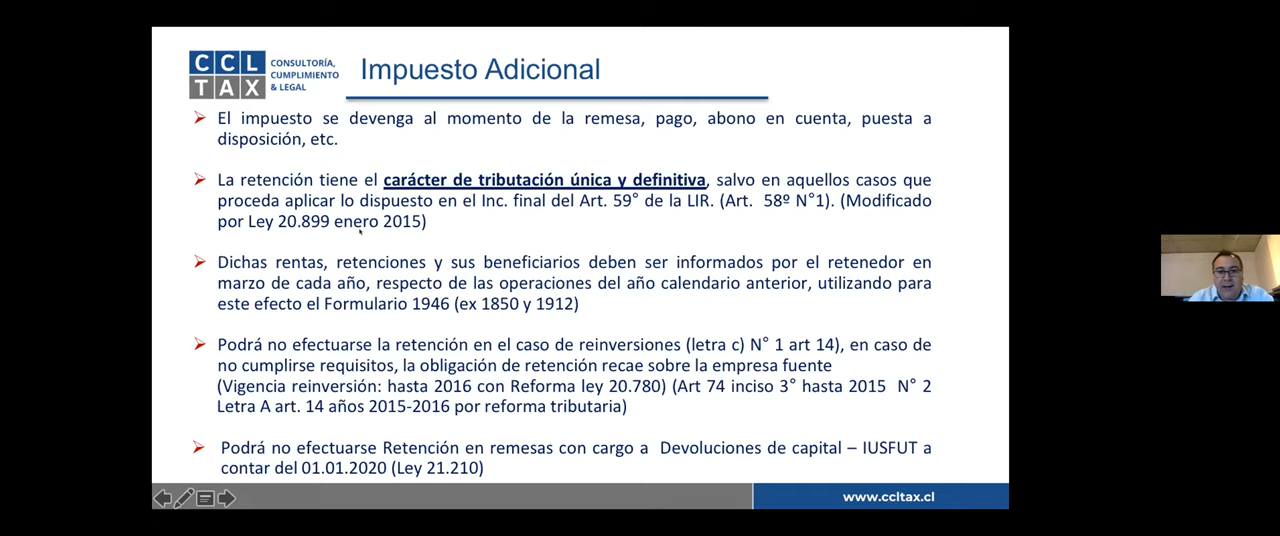 CCL
TAX
CONSULTORÍA,
CUMPLIMIENTO
& LEGAL
Impuesto Adicional
El impuesto se devenga al momento de la remesa, pago, abono en cuenta, puesta a
disposición, etc.
La retención tiene el carácter de tributación única y definitiva, salvo en aquellos casos que
proceda aplicar lo dispuesto en el Inc. final del Art. 59° de la LIR. (Art. 58º N°1). (Modificado
por Ley 20.899 enero 2015)
Dichas rentas, retenciones y sus beneficiarios deben ser informados por el retenedor en
marzo de cada año, respecto de las operaciones del año calendario anterior, utilizando para
este efecto el Formulario 1946 (ex 1850 y 1912)
Podrá no efectuarse la retención en el caso de reinversiones (letra c) N° 1 art 14), en caso de
no cumplirse requisitos, la obligación de retención recae sobre la empresa fuente
(Vigencia reinversión: hasta 2016 con Reforma ley 20.780) (Art 74 inciso 3° hasta 2015 N° 2
Letra A art. 14 años 2015-2016 por reforma tributaria)
Podrá no efectuarse Retención en remesas con cargo a Devoluciones de capital – IUSFUT a
contar del 01.01.2020 (Ley 21.210)
www.ccltax.cl